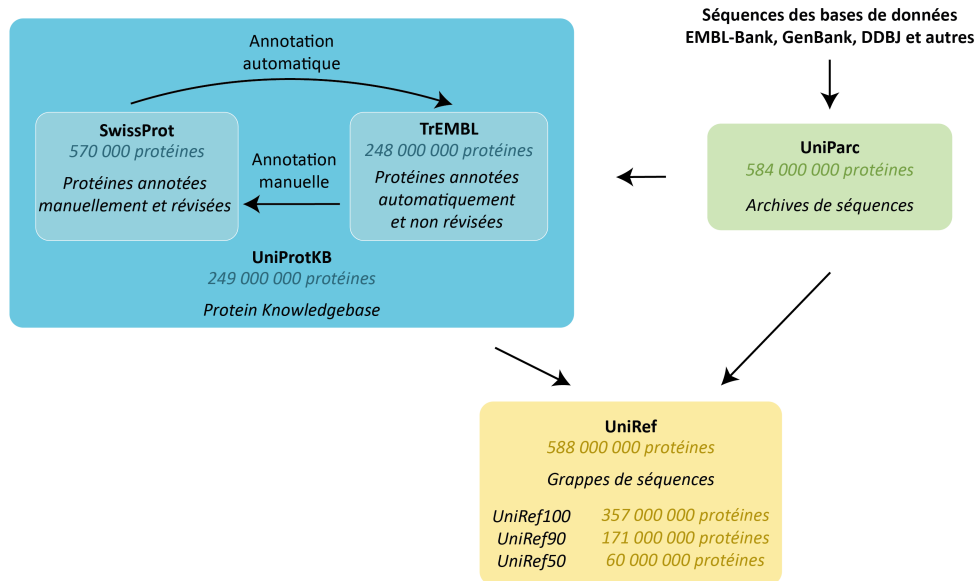 Annotation
automatique
SwissProt
570 000 protéines
Protéines annotées
manuellement et révisées
Annotation
manuelle
TrEMBL
248 000 000 protéines
Protéines annotées
automatiquement
et non révisées
UniProtKB
249 000 000 protéines
Protein Knowledgebase
Séquences des bases de données
EMBL-Bank, GenBank, DDBJ et autres
UniParc
584 000 000 protéines
Archives de séquences
UniRef
588 000 000 protéines
Grappes de séquences
UniRef100 357 000 000 protéines
UniRef90 171 000 000 protéines
UniRef50 60 000 000 protéines